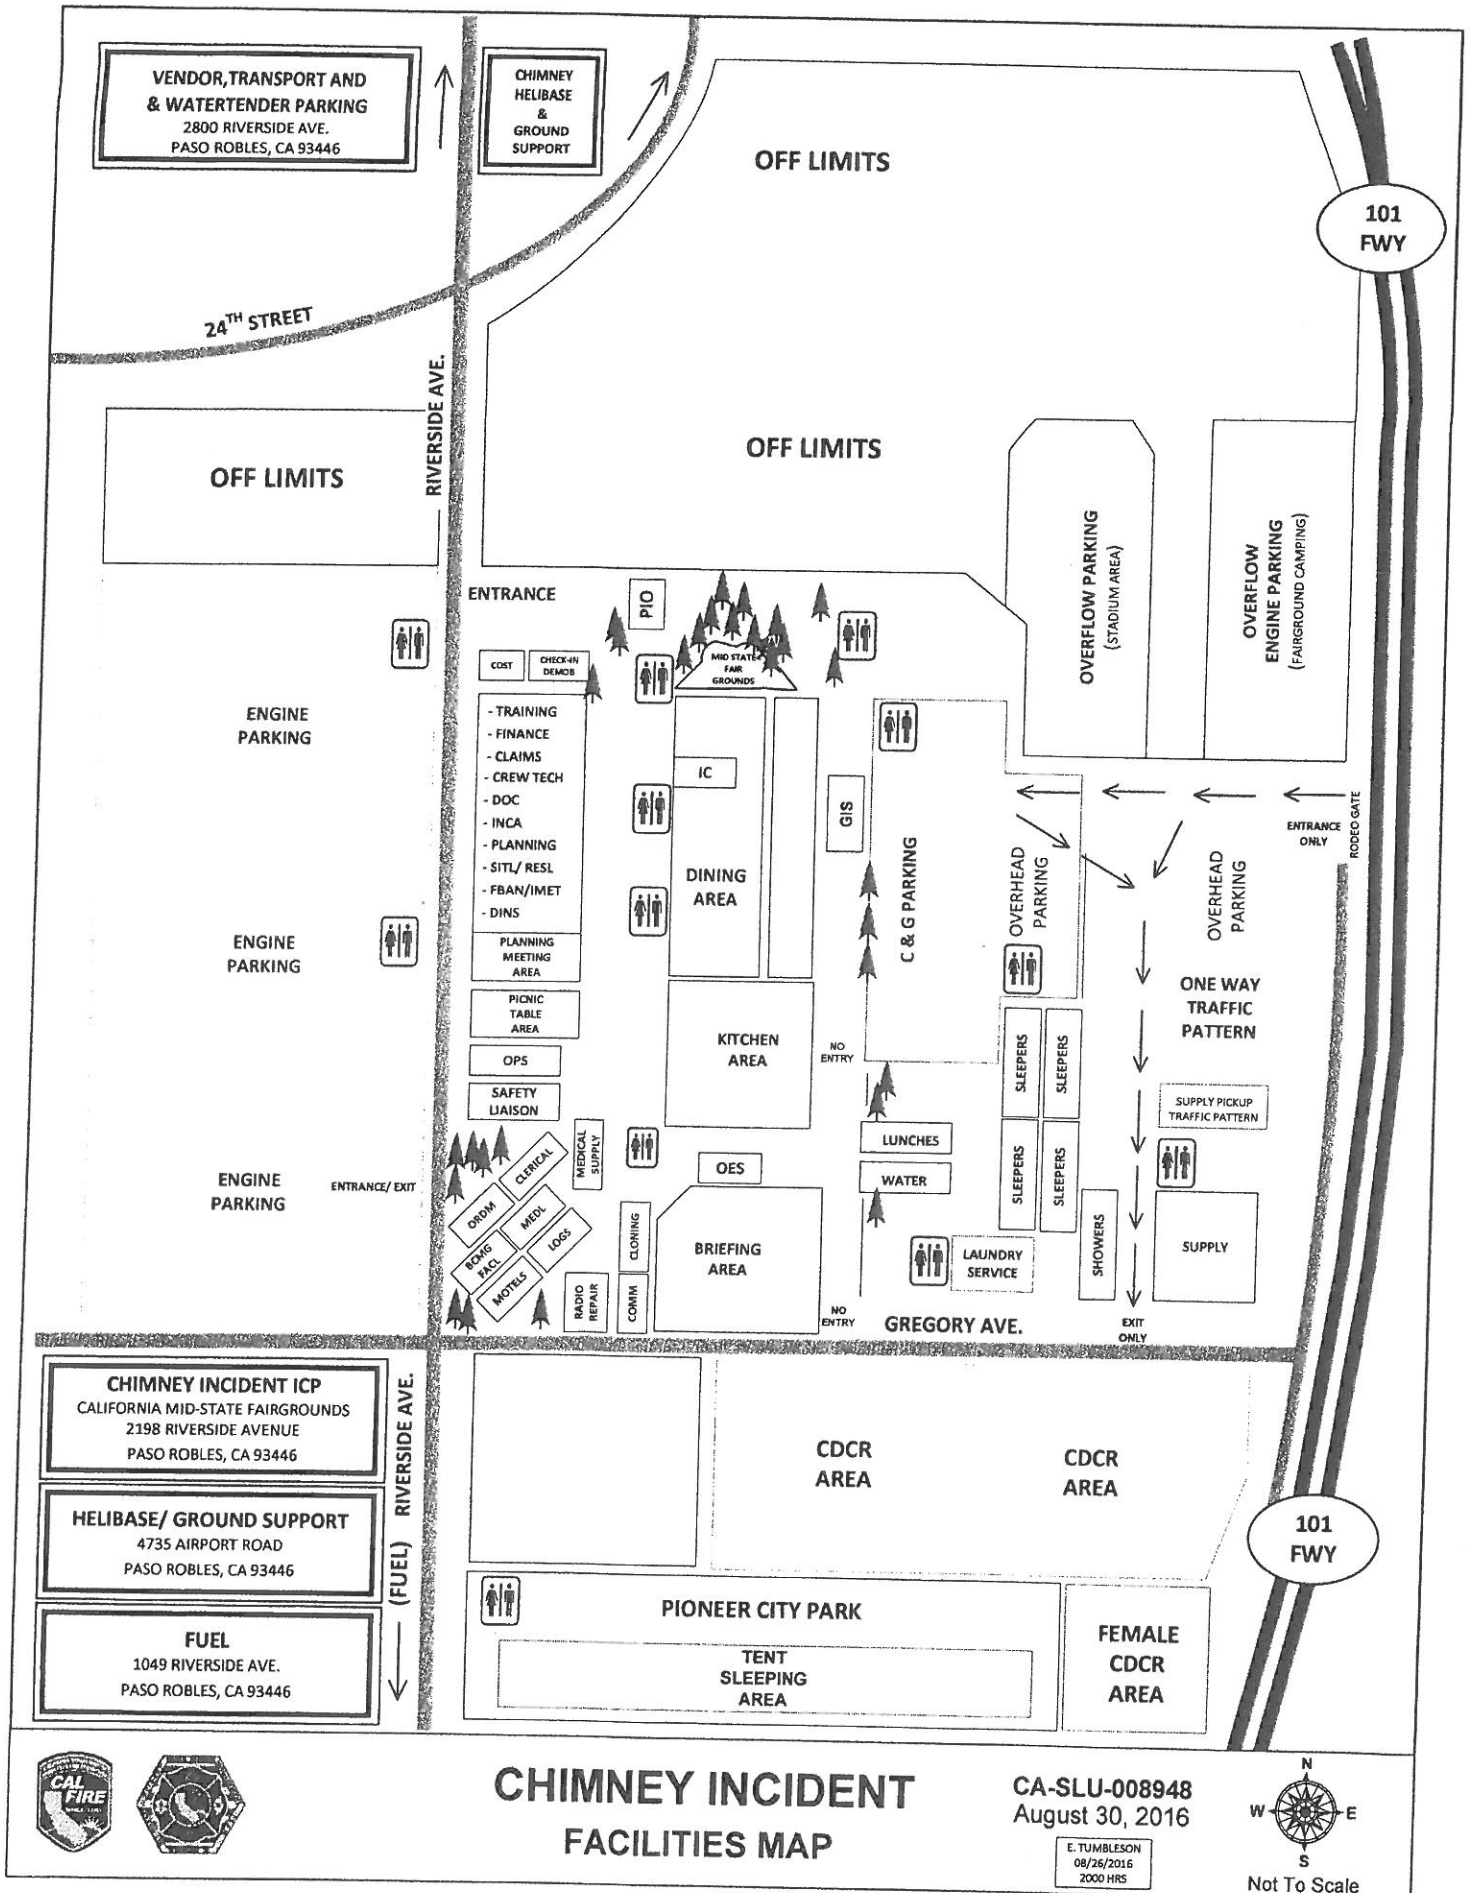 VENDOR,TRANSPORT AND
& WATERTENDER PARKING
2800 RIVERSIDE AVE.
PASO ROBLES, CA 93446
CHIMNEY
HELIBASE
&
GROUND
SUPPORT
OFF LIMITS
101
FWY
24TH STREET
RIVERSIDE AVE.
OFF LIMITS
OFF LIMITS
OVERFLOW PARKING
(STADIUM AREA)
OVERFLOW
ENGINE PARKING
(FAIRGROUND CAMPING)
ENTRANCE
PIO
COST
CHECK-IN
DEMOB
MID STATE
FAIR
GROUNDS
ENGINE
PARKING
- TRAINING
- FINANCE
- CLAIMS
- CREW TECH
- DOC
- INCA
- PLANNING
- SITL/ RESL
- FBAN/IMET
- DINS
IC
GIS
DINING
AREA
C & G PARKING
OVERHEAD
PARKING
OVERHEAD
PARKING
ENTRANCE
ONLY
RODEO GATE
ENGINE
PARKING
PLANNING
MEETING
AREA
PICNIC
TABLE
AREA
OPS
SAFETY
LIAISON
KITCHEN
AREA
NO
ENTRY
SLEEPERS
SLEEPERS
ONE WAY
TRAFFIC
PATTERN
SUPPLY PICKUP
TRAFFIC PATTERN
MEDICAL
SUPPLY
CLERICAL
OES
LUNCHES
WATER
SLEEPERS
SLEEPERS
ENGINE
PARKING
ENTRANCE/ EXIT
ORDM
MEDL
LOGS
BCMG
FACL
MOTELS
CLONING
RADIO
REPAIR
COMM
BRIEFING
AREA
LAUNDRY
SERVICE
SHOWERS
SUPPLY
NO
ENTRY
GREGORY AVE.
EXIT
ONLY
CHIMNEY INCIDENT ICP
CALIFORNIA MID-STATE FAIRGROUNDS
2198 RIVERSIDE AVENUE
PASO ROBLES, CA 93446
RIVERSIDE AVE.
(FUEL)
CDCR
AREA
CDCR
AREA
HELIBASE/ GROUND SUPPORT
4735 AIRPORT ROAD
PASO ROBLES, CA 93446
101
FWY
FUEL
1049 RIVERSIDE AVE.
PASO ROBLES, CA 93446
PIONEER CITY PARK
TENT
SLEEPING
AREA
FEMALE
CDCR
AREA
CAL
FIRE
SINCE 1885
CHIMNEY INCIDENT
FACILITIES MAP
CA-SLU-008948
August 30, 2016
E. TUMBLESON
08/26/2016
2000 HRS
N
W
E
S
Not To Scale